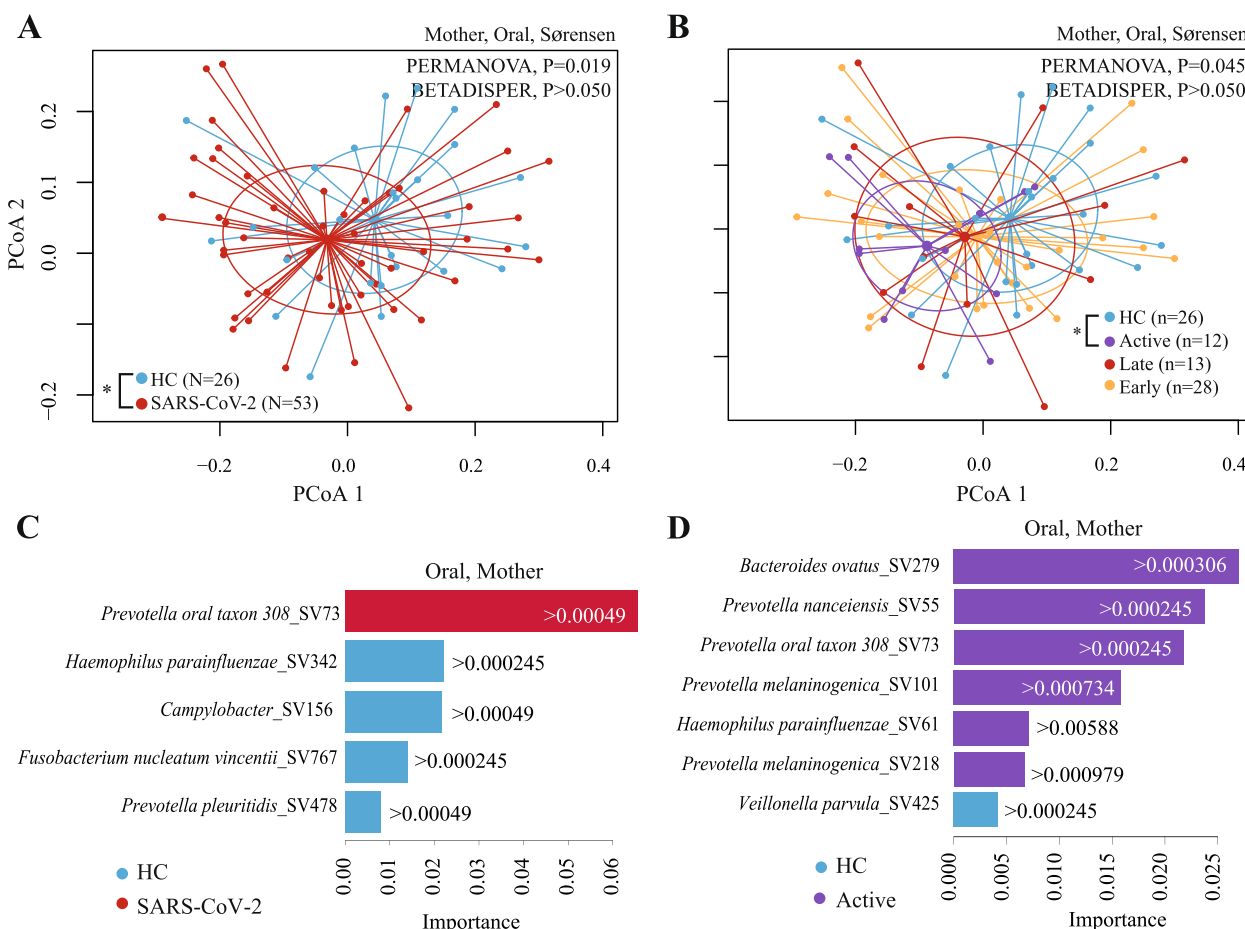 A
Mother, Oral, Sørensen
PERMANOVA, P=0.019
BETADISPER, P>0.050
PCoA 2
0.2
0.1
0.0
−0.2
* HC (N=26)
SARS-CoV-2 (N=53)
−0.2 0.0 0.2 0.4
PCoA 1
B
Mother, Oral, Sørensen
PERMANOVA, P=0.045
BETADISPER, P>0.050
* HC (n=26)
Active (n=12)
Late (n=13)
Early (n=28)
−0.2 0.0 0.2 0.4
PCoA 1
C
Oral, Mother
Prevotella oral taxon 308_SV73 >0.00049
Haemophilus parainfluenzae_SV342 >0.000245
Campylobacter_SV156 >0.00049
Fusobacterium nucleatum vincentii_SV767 >0.000245
Prevotella pleuritidis_SV478 >0.00049
0.00 0.01 0.02 0.03 0.04 0.05 0.06
Importance
HC
SARS-CoV-2
D
Oral, Mother
Bacteroides ovatus_SV279 >0.000306
Prevotella nanceiensis_SV55 >0.000245
Prevotella oral taxon 308_SV73 >0.000245
Prevotella melaninogenica_SV101 >0.000734
Haemophilus parainfluenzae_SV61 >0.00588
Prevotella melaninogenica_SV218 >0.000979
Veillonella parvula_SV425 >0.000245
0.000 0.005 0.010 0.015 0.020 0.025
Importance
HC
Active